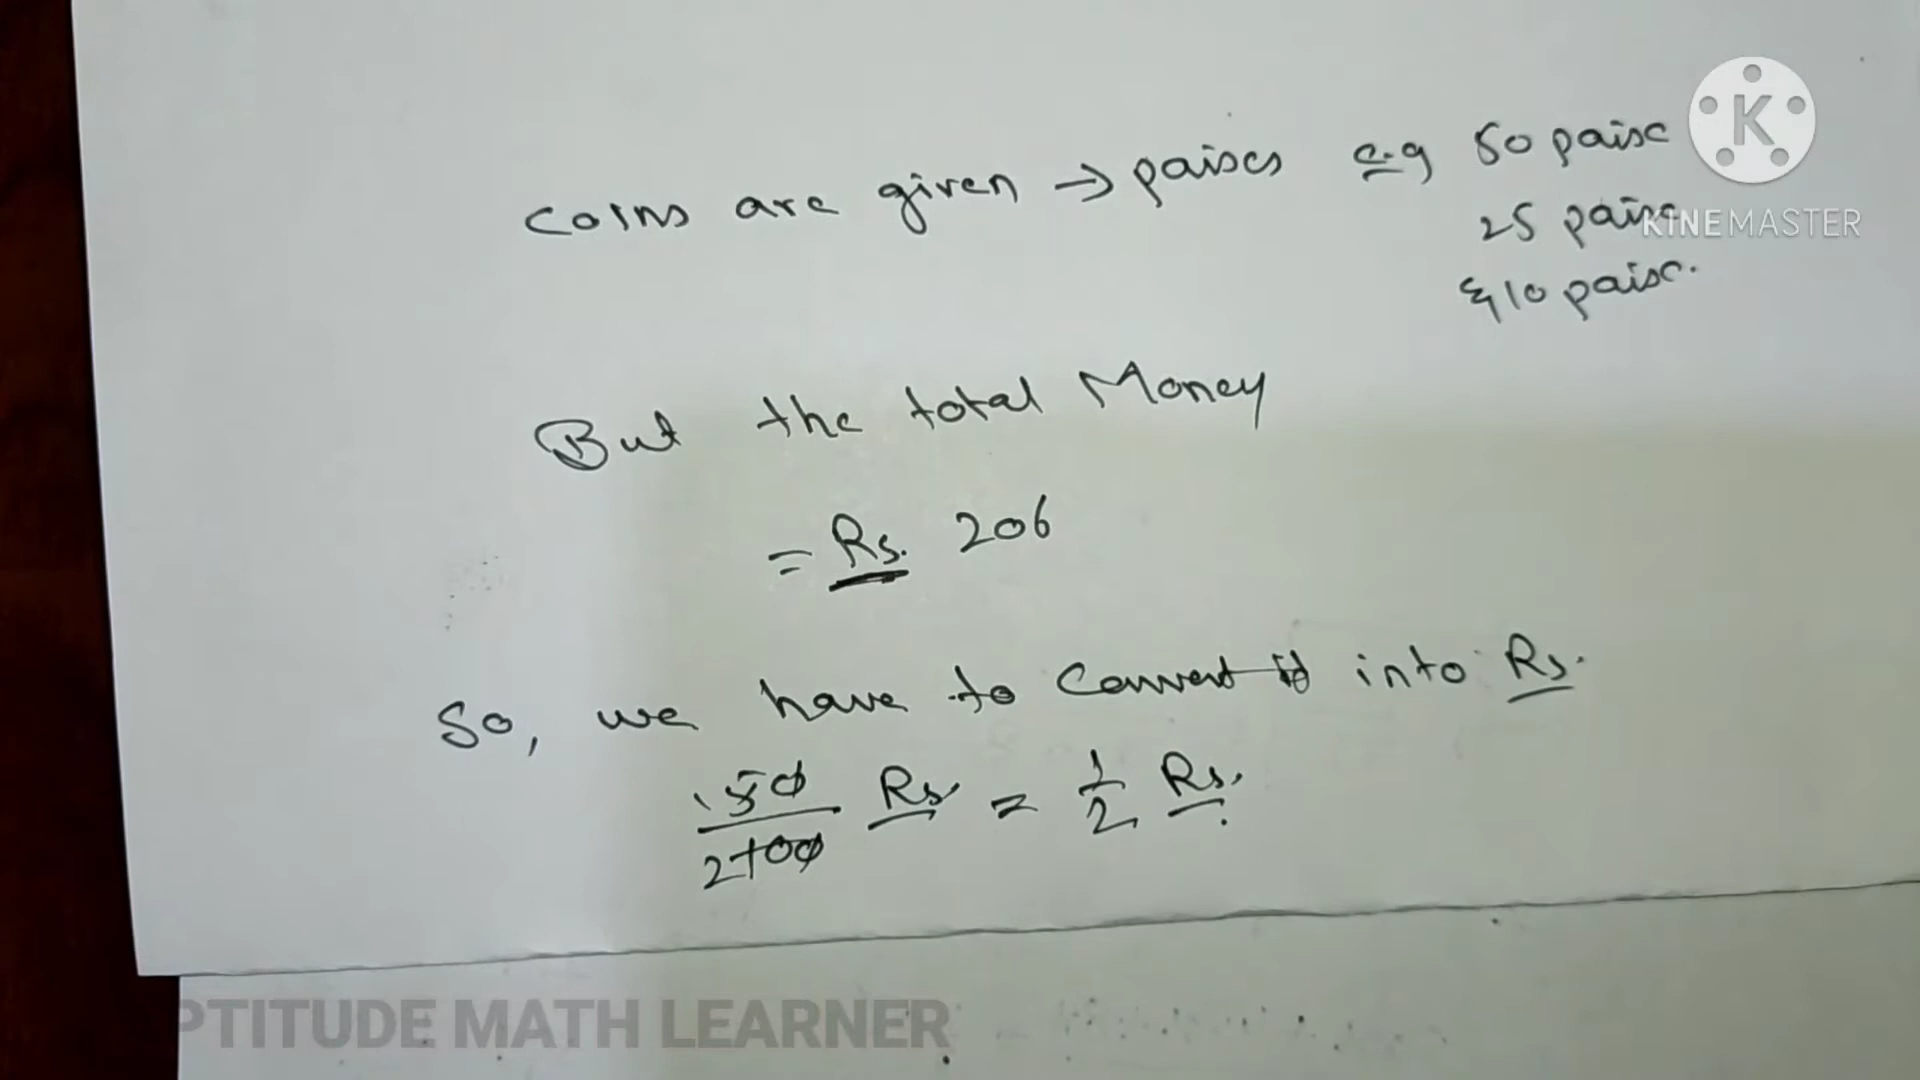 Coins are given → paises e.g 50 paise
25 paise
& 10 paise.
But the total Money
= Rs. 206
So, we have to convert it into Rs.
50/100 Rs = 1/2 Rs.
K
KINEMASTER
PTITUDE MATH LEARNER